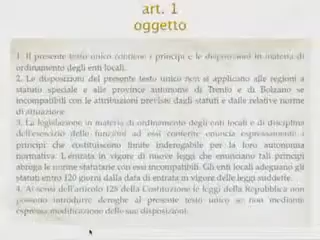 art. 1
oggetto
1. Il presente testo unico contiene i principi e le disposizioni in materia di
ordinamento degli enti locali.
2. Le disposizioni del presente testo unico non si applicano alle regioni a
statuto speciale e alle province autonome di Trento e di Bolzano se
incompatibili con le attribuzioni previste dagli statuti e dalle relative norme
di attuazione.
3. La legislazione in materia di ordinamento degli enti locali e di disciplina
dell'esercizio delle funzioni ad essi conferite enuncia espressamente i
principi che costituiscono limite inderogabile per la loro autonomia
normativa. L'entrata in vigore di nuove leggi che enunciano tali principi
abroga le norme statutarie con essi incompatibili. Gli enti locali adeguano gli
statuti entro 120 giorni dalla data di entrata in vigore delle leggi suddette.
4. Ai sensi dell'articolo 128 della Costituzione le leggi della Repubblica non
possono introdurre deroghe al presente testo unico se non mediante
espressa modificazione delle sue disposizioni.